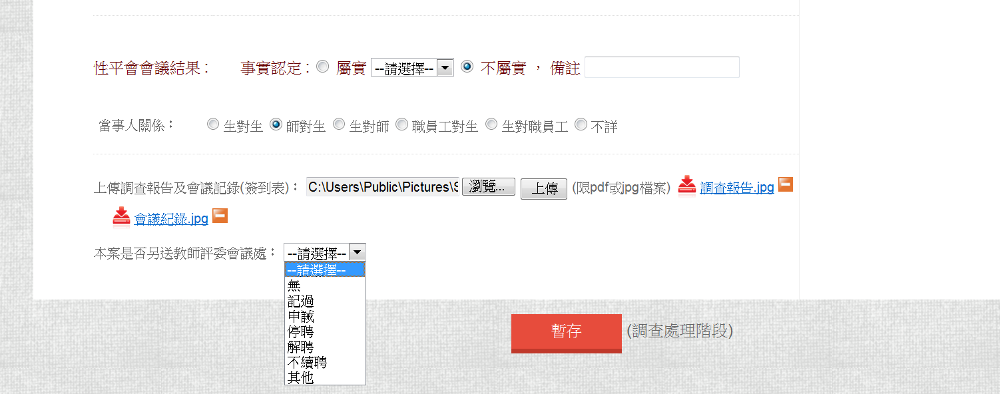 性平會會議結果： 事實認定：屬實 --請選擇-- 不屬實 ， 備註
當事人關係： 生對生 師對生 生對師 職員工對生 生對職員工 不詳
上傳調查報告及會議記錄(簽到表)： C:\Users\Public\Pictures\S 瀏覽... 上傳 (限pdf或jpg檔案) 調查報告.jpg
會議紀錄.jpg
本案是否另送教師評委會議處： --請選擇--
--請選擇--
無
記過
申誡
停聘
解聘
不續聘
其他
暫存 (調查處理階段)